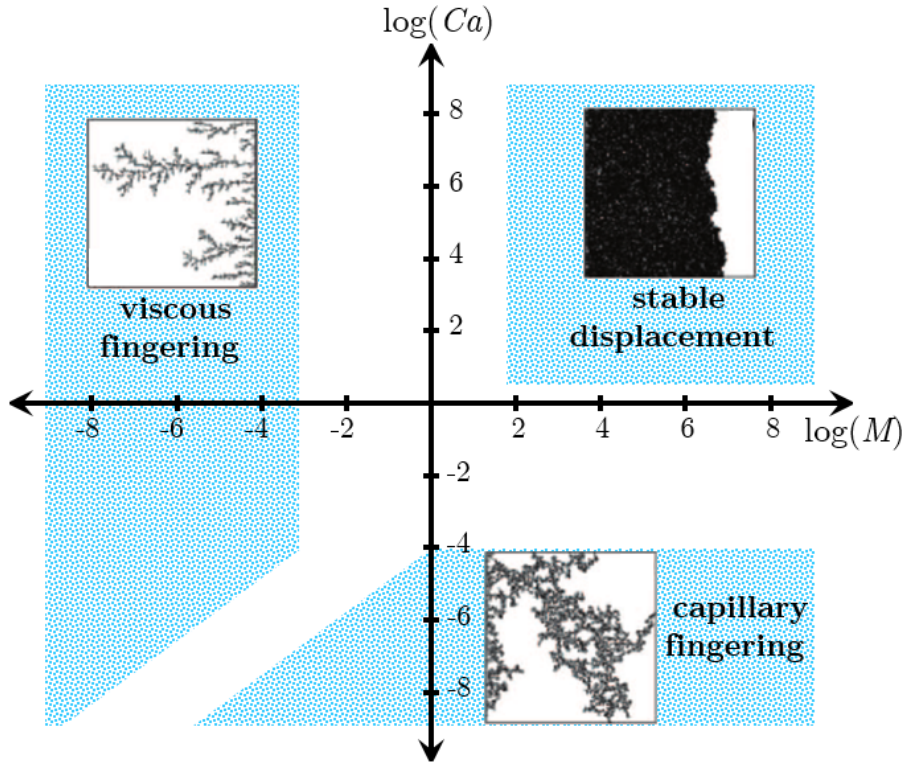 log(Ca)
8
6
4
2
viscous
fingering
stable
displacement
-8
-6
-4
-2
2
4
6
8
log(M)
-2
-4
-6
-8
capillary
fingering